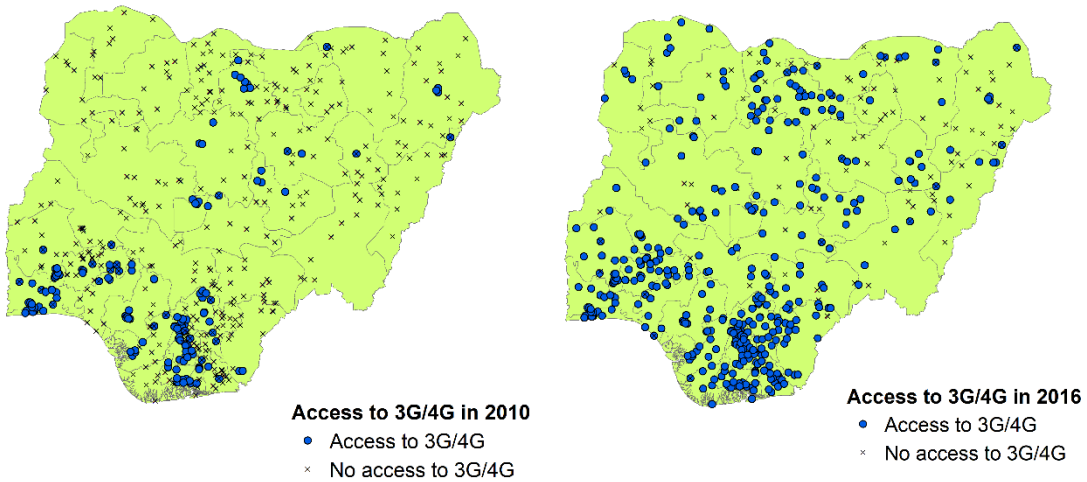 Access to 3G/4G in 2010
Access to 3G/4G
No access to 3G/4G
Access to 3G/4G in 2016
Access to 3G/4G
No access to 3G/4G